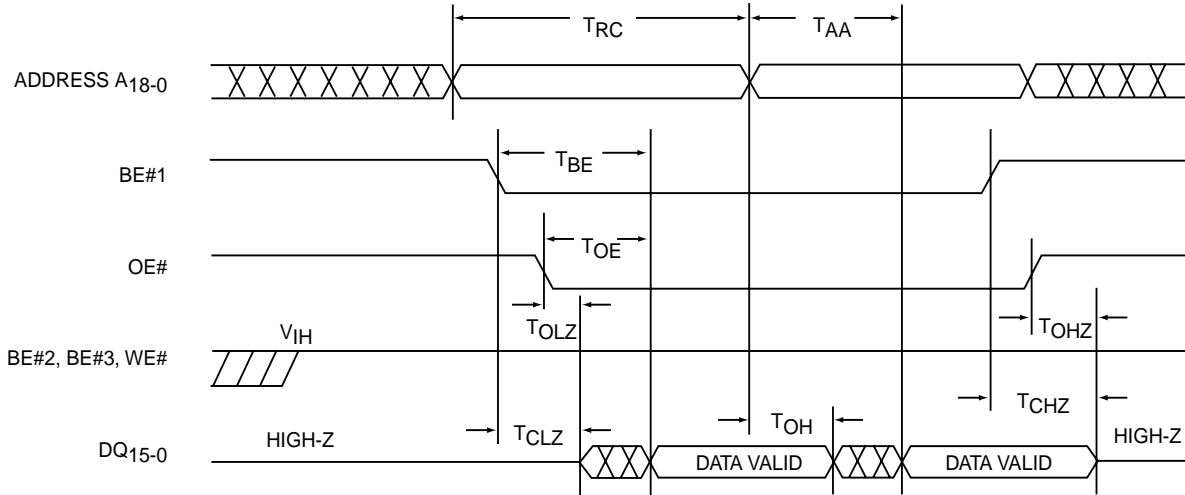 TRC TAA
ADDRESS A18-0
TBE
BE#1
TOE
OE#
TOLZ TOHZ
VIH
BE#2, BE#3, WE#
TCLZ TOH TCHZ
HIGH-Z HIGH-Z
DQ15-0
DATA VALID DATA VALID